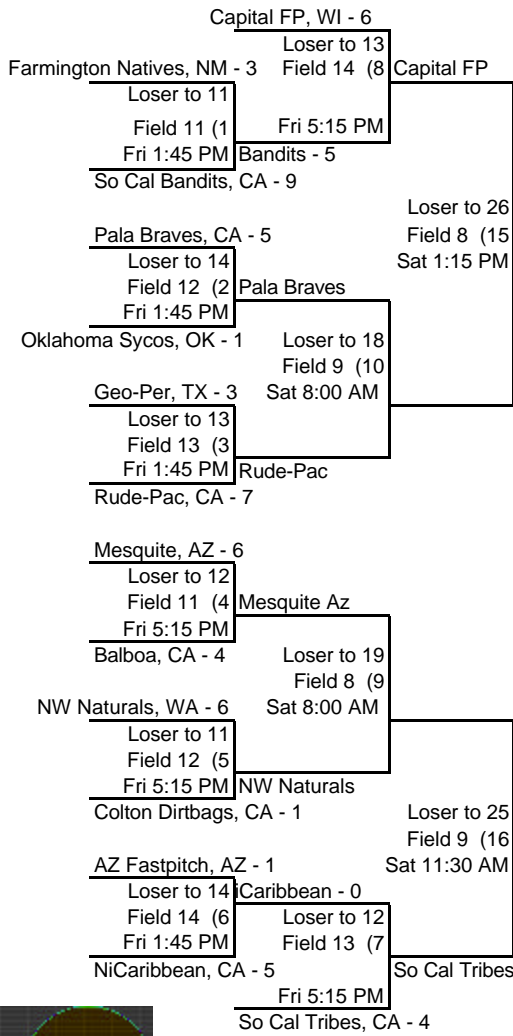 Capital FP, WI - 6
Loser to 13
Farmington Natives, NM - 3 Field 14 (8 Capital FP
Loser to 11
Field 11 (1 Fri 5:15 PM
Fri 1:45 PM Bandits - 5
So Cal Bandits, CA - 9
Loser to 26
Pala Braves, CA - 5 Field 8 (15
Loser to 14 Sat 1:15 PM
Field 12 (2 Pala Braves
Fri 1:45 PM
Oklahoma Sycos, OK - 1 Loser to 18
Field 9 (10
Geo-Per, TX - 3 Sat 8:00 AM
Loser to 13
Field 13 (3
Fri 1:45 PM Rude-Pac
Rude-Pac, CA - 7
Mesquite, AZ - 6
Loser to 12
Field 11 (4 Mesquite Az
Fri 5:15 PM
Balboa, CA - 4 Loser to 19
Field 8 (9
NW Naturals, WA - 6 Sat 8:00 AM
Loser to 11
Field 12 (5
Fri 5:15 PM NW Naturals
Colton Dirtbags, CA - 1 Loser to 25
Field 9 (16
AZ Fastpitch, AZ - 1 Sat 11:30 AM
Loser to 14 iCaribbean - 0
Field 14 (6 Loser to 12
Fri 1:45 PM Field 13 (7
NiCaribbean, CA - 5 So Cal Tribes
Fri 5:15 PM
So Cal Tribes, CA - 4